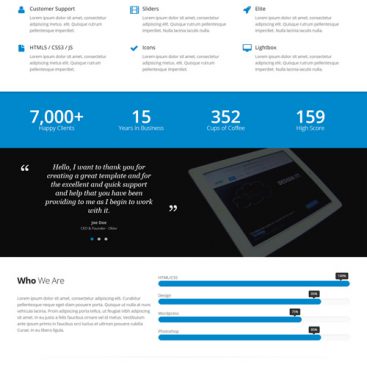 Customer Support
Lorem ipsum dolor sit amet, consectetur
adipiscing metus elit. Quisque rutrum
pellentesque imperdiet.
Sliders
Lorem ipsum dolor sit amet, consectetur
adipiscing elit. Quisque rutrum
pellentesque imperdiet.
Elite
Lorem ipsum dolor sit amet, consectetur
adipiscing metus. elit. Quisque rutrum
pellentesque imperdiet. Nulla lacinia iaculis nulla.
HTML5 / CSS3 / JS
Lorem ipsum dolor sit amet,
adipiscing metus elit. Quisque rutrum
pellentesque imperdiet.
Icons
Lorem ipsum dolor sit amet, consectetur
adipiscing metus. elit. Quisque rutrum
pellentesque imperdiet. Nulla lacinia iaculis nulla.
Lightbox
Lorem ipsum dolor sit amet, consectetur
adipiscing metus. elit. Quisque rutrum
pellentesque imperdiet.
7,000+
Happy Clients
15
Years In Business
352
Cups of Coffee
159
High Score
“
Hello, I want to thank you for
creating a great template and for
the excellent and quick support
and help that you have been
providing to me as I begin to work
with it.
”
Joe Doe
CEO & Founder - Okler
Who We Are
Lorem ipsum dolor sit amet, consectetur adipiscing elit. Curabitur
pellentesque neque eget diam posuere porta. Quisque ut nulla at nunc
vehicula lacinia. Proin adipiscing porta tellus, ut feugiat nibh adipiscing
sit amet. In eu justo a felis faucibus ornare vel id metus. Vestibulum
ante ipsum primis in faucibus orci luctus et ultrices posuere cubilia
Curae; In eu libero ligula.
HTML/CSS
100%
Design
85%
Wordpress
75%
Photoshop
85%